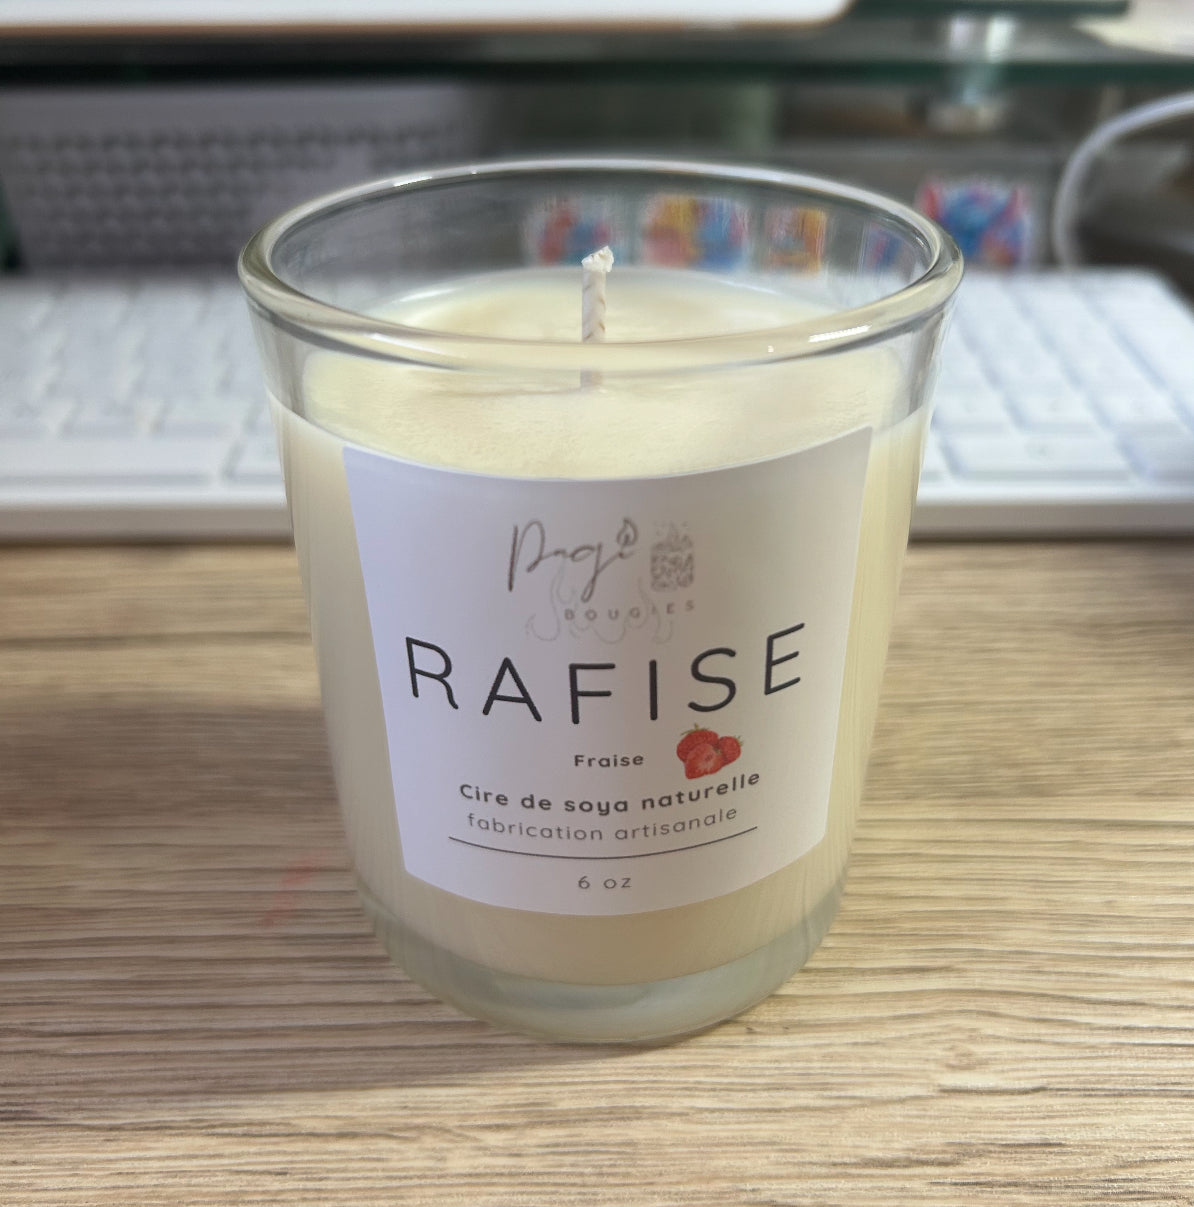 BOUGIES
RAFISE
Fraise
Cire de soya naturelle
fabrication artisanale
6 oz